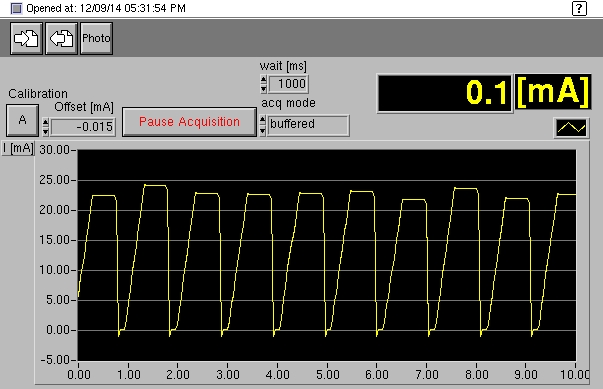 Opened at: 12/09/14 05:31:54 PM
?
Photo
wait [ms]
1000
Calibration
A
Offset [mA]
-0.015
Pause Acquisition
acq mode
buffered
0.1 [mA]
I [mA]
30.00
25.00
20.00
15.00
10.00
5.00
0.00
-5.00
0.00 1.00 2.00 3.00 4.00 5.00 6.00 7.00 8.00 9.00 10.00